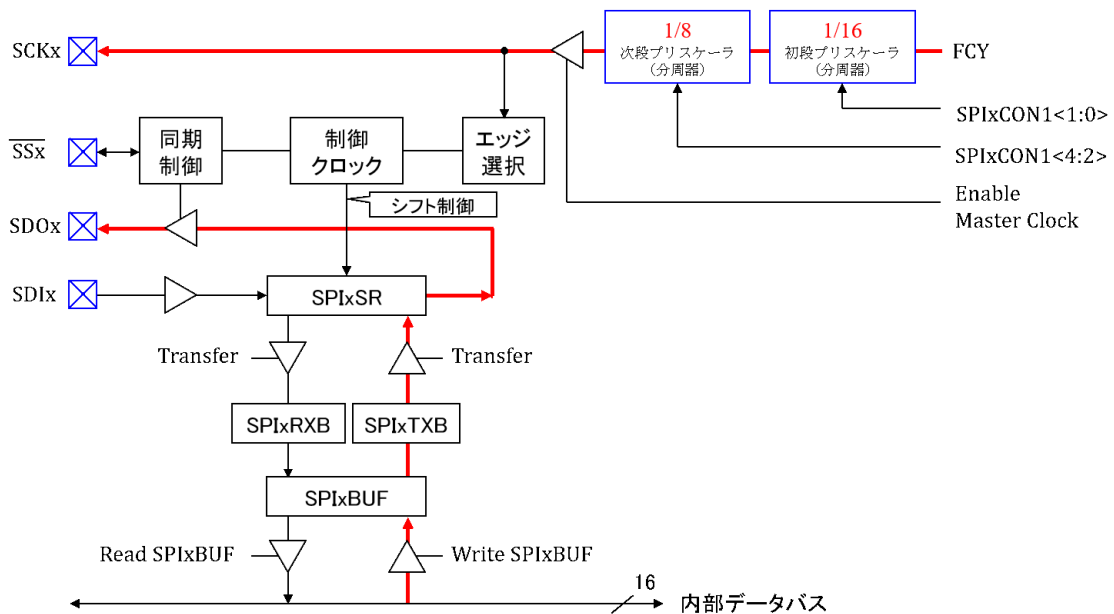 SCKx
1/8
次段プリスケーラ
(分周器)
1/16
初段プリスケーラ
(分周器)
FCY
SPIxCON1<1:0>
SPIxCON1<4:2>
Enable
Master Clock
SSx
同期
制御
制御
クロック
エッジ
選択
シフト制御
SDOx
SDIx
SPIxSR
Transfer
Transfer
SPIxRXB
SPIxTXB
SPIxBUF
Read SPIxBUF
Write SPIxBUF
16
内部データバス